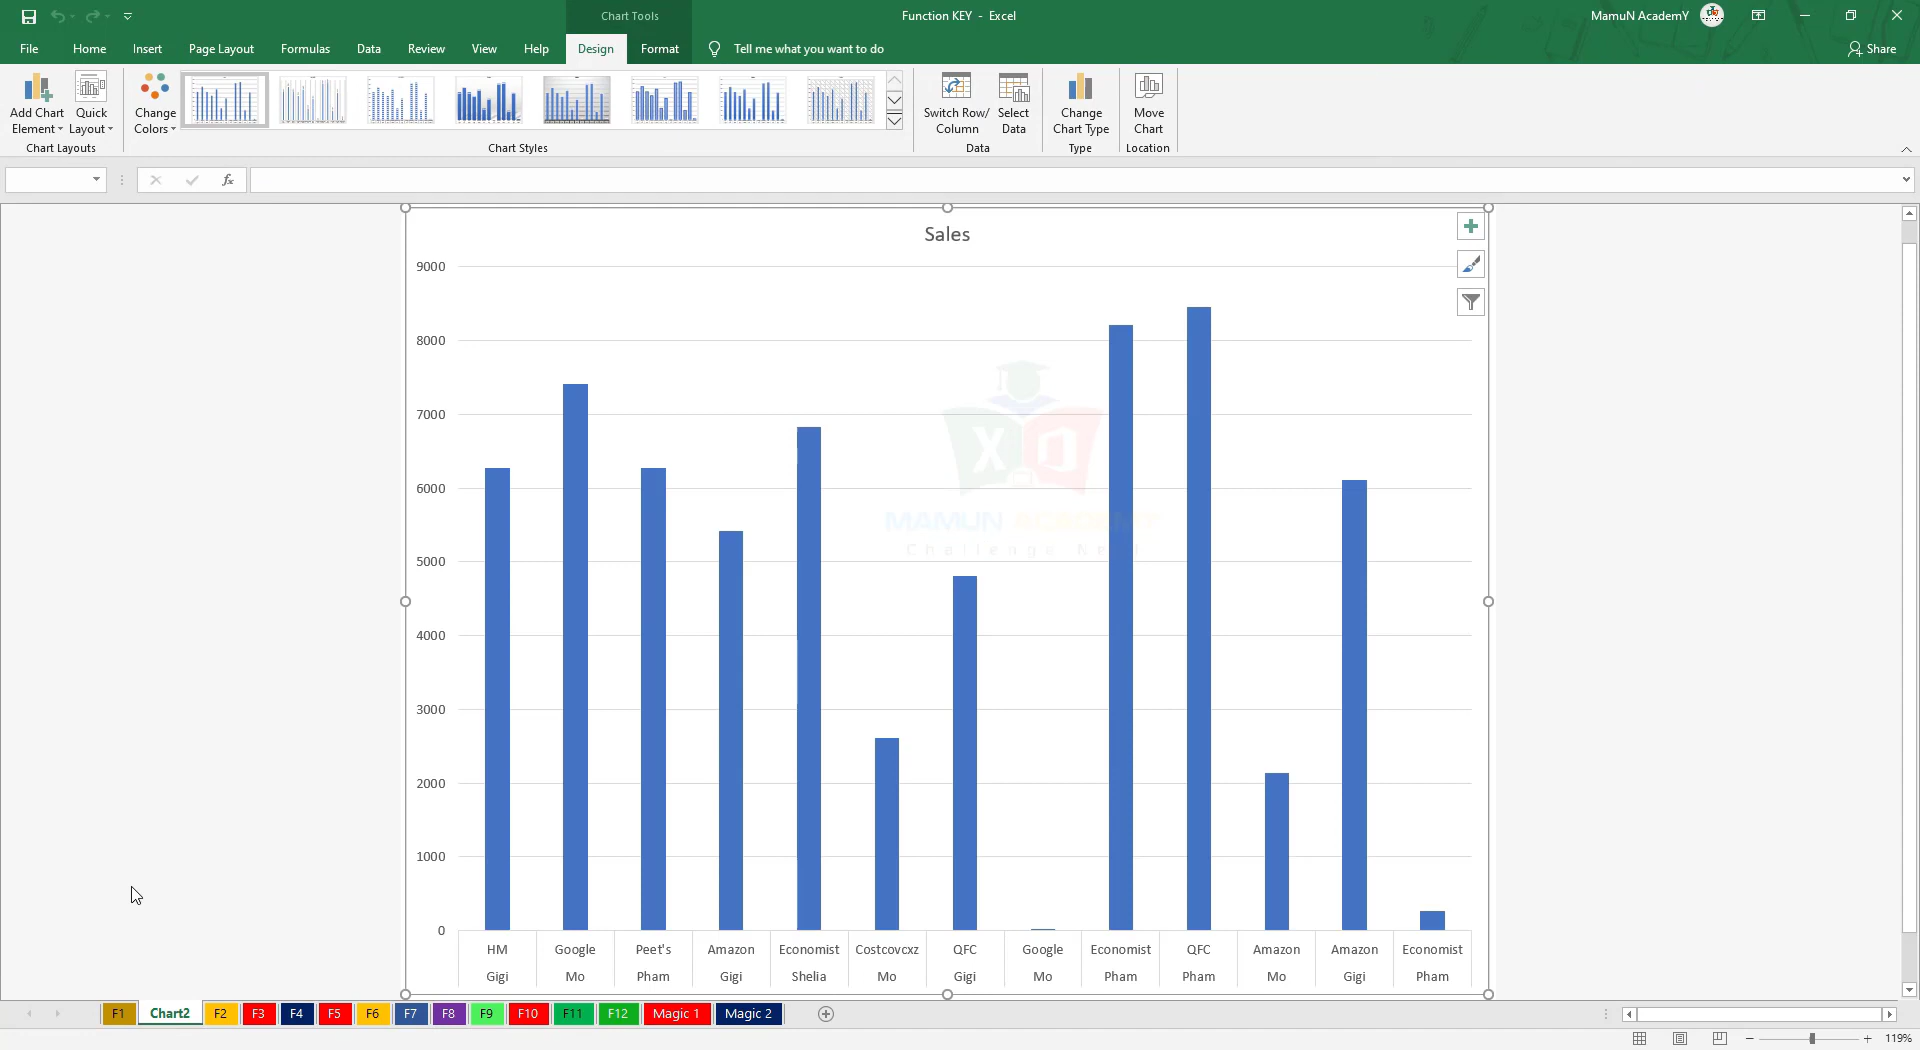 Chart Tools
Function KEY - Excel
MamuN AcademY
File Home Insert Page Layout Formulas Data Review View Help Design Format Tell me what you want to do Share
Add Chart Element
Quick Layout
Change Colors
Switch Row/ Column
Select Data
Change Chart Type
Move Chart
Chart Layouts
Chart Styles
Data
Type
Location
fx
Sales
9000
8000
7000
6000
5000
4000
3000
2000
1000
0
HM Google Peet's Amazon Economist Costcovcxz QFC Google Economist QFC Amazon Amazon Economist
Gigi Mo Pham Gigi Shelia Mo Gigi Mo Pham Pham Mo Gigi Pham
MAMUN ACADEMY
F1 Chart2 F2 F3 F4 F5 F6 F7 F8 F9 F10 F11 F12 Magic 1 Magic 2
119%